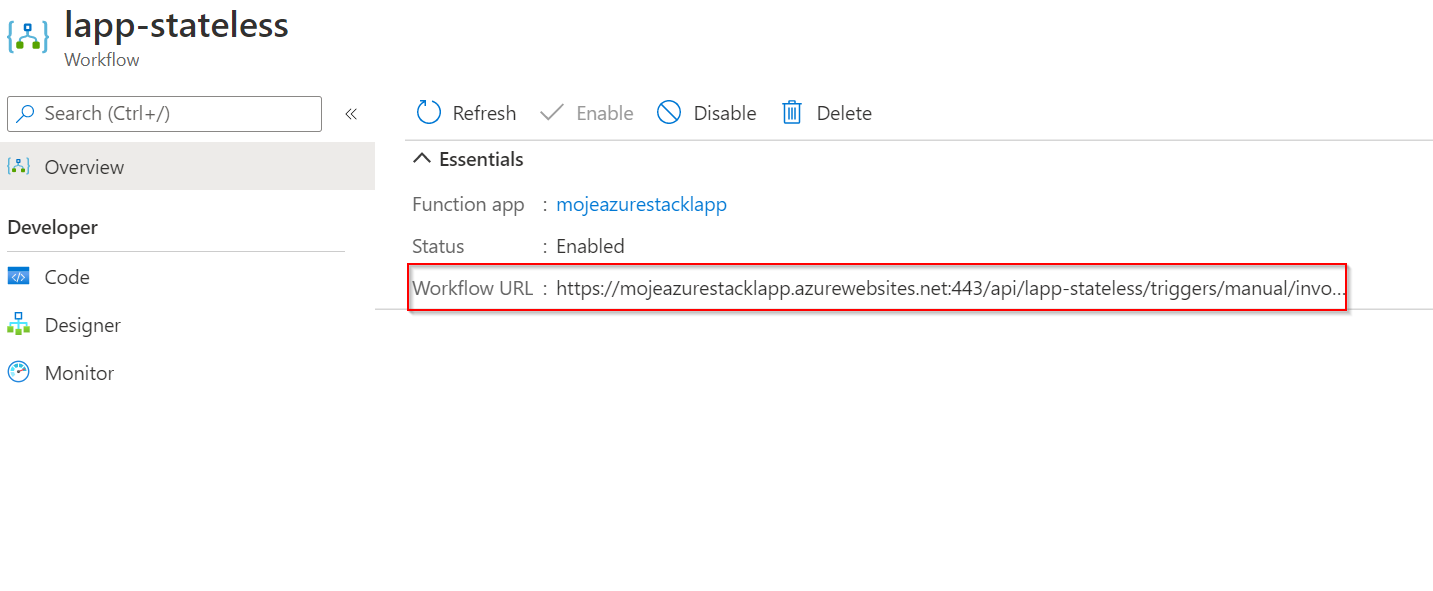 lapp-stateless
Workflow
Search (Ctrl+/)
«
Refresh
Enable
Disable
Delete
Overview
Essentials
Function app : mojeazurestacklapp
Status : Enabled
Workflow URL : https://mojeazurestacklapp.azurewebsites.net:443/api/lapp-stateless/triggers/manual/invo...
Developer
Code
Designer
Monitor